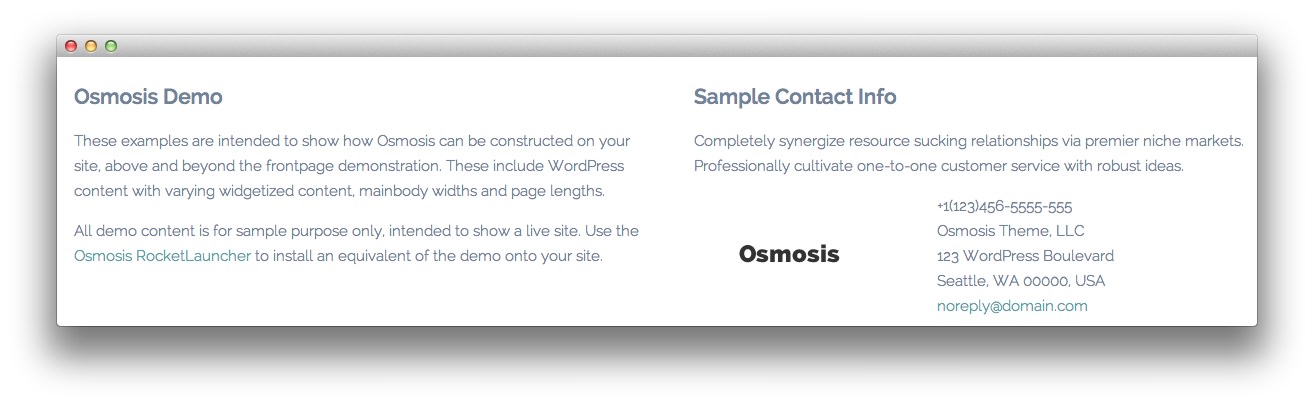 Osmosis Demo
These examples are intended to show how Osmosis can be constructed on your
site, above and beyond the frontpage demonstration. These include WordPress
content with varying widgetized content, mainbody widths and page lengths.
All demo content is for sample purpose only, intended to show a live site. Use the
Osmosis RocketLauncher to install an equivalent of the demo onto your site.
Sample Contact Info
Completely synergize resource sucking relationships via premier niche markets.
Professionally cultivate one-to-one customer service with robust ideas.
Osmosis
+1(123)456-5555-555
Osmosis Theme, LLC
123 WordPress Boulevard
Seattle, WA 00000, USA
noreply@domain.com